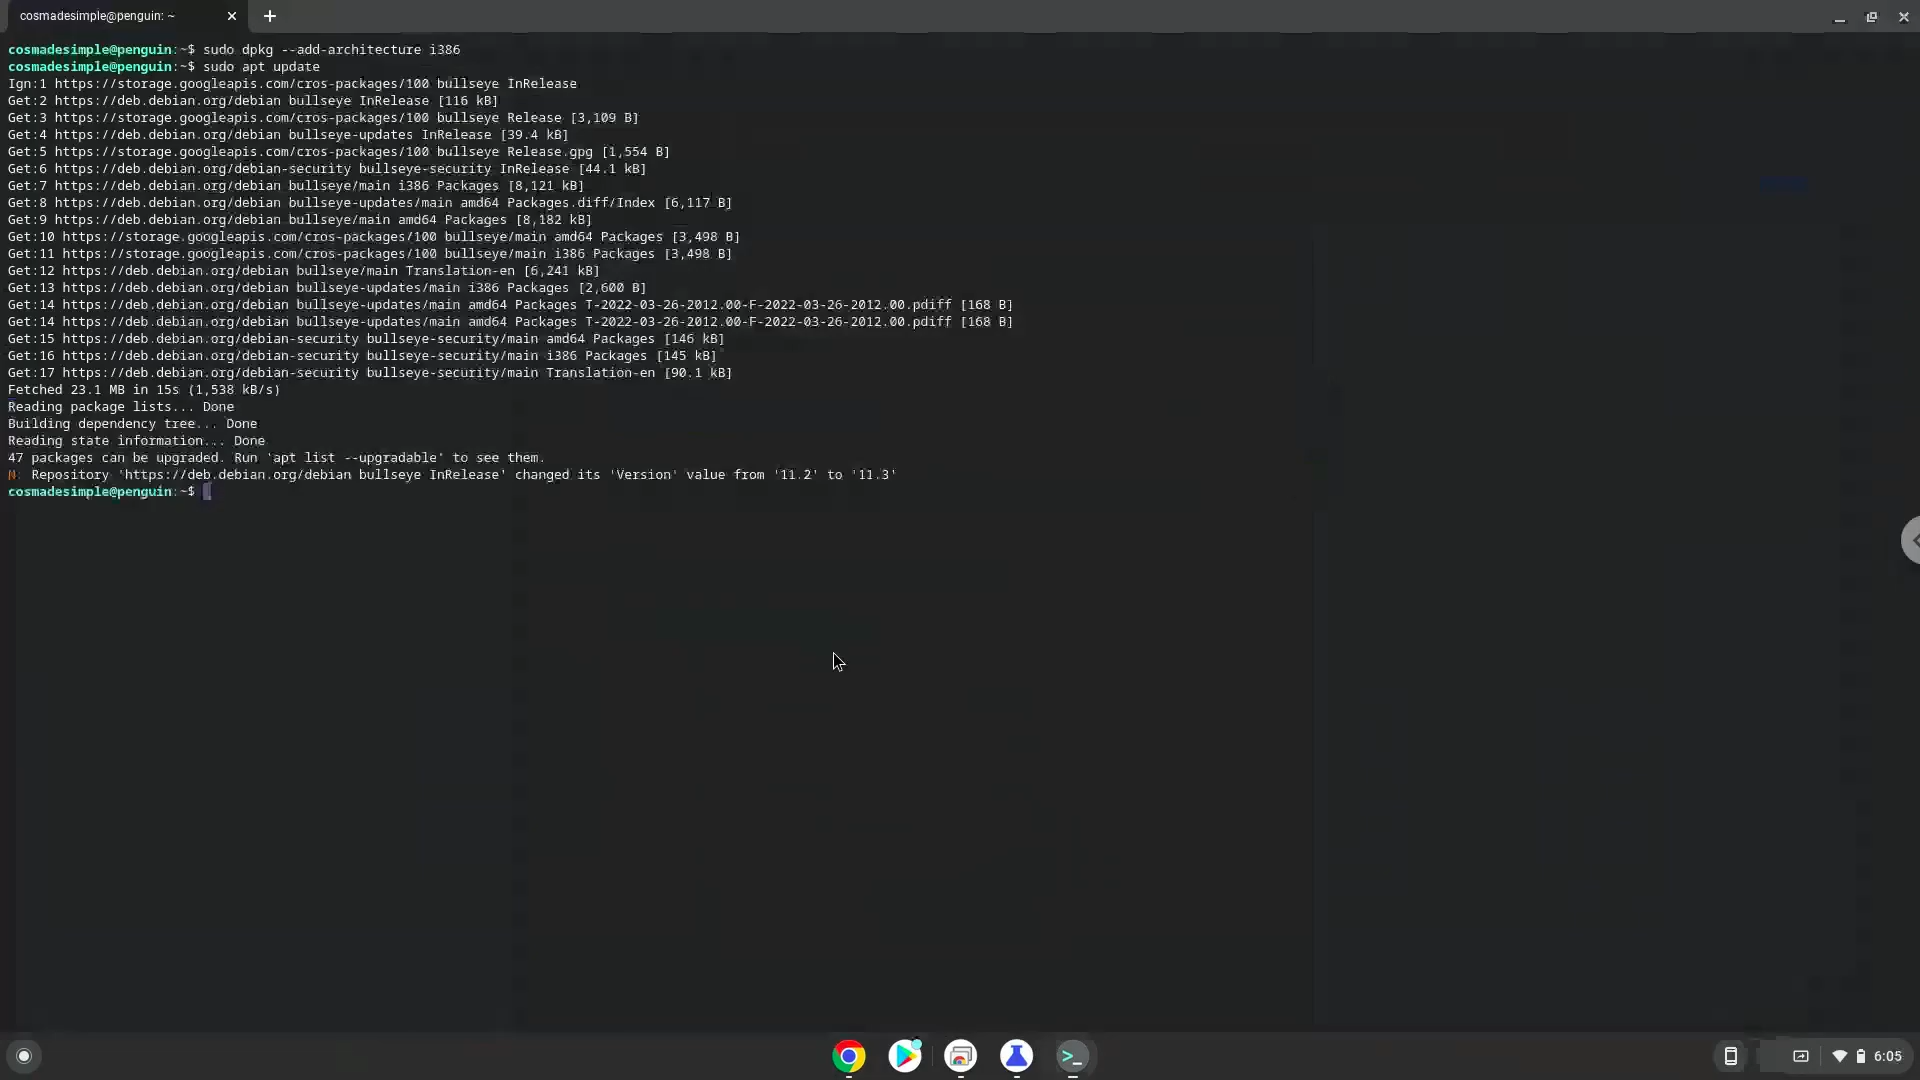 cosmadesimple@penguin: ~
cosmadesimple@penguin:~$ sudo dpkg --add-architecture i386
cosmadesimple@penguin:~$ sudo apt update
Ign:1 https://storage.googleapis.com/cros-packages/100 bullseye InRelease
Get:2 https://deb.debian.org/debian bullseye InRelease [116 kB]
Get:3 https://storage.googleapis.com/cros-packages/100 bullseye Release [3,109 B]
Get:4 https://deb.debian.org/debian bullseye-updates InRelease [39.4 kB]
Get:5 https://storage.googleapis.com/cros-packages/100 bullseye Release.gpg [1,554 B]
Get:6 https://deb.debian.org/debian-security bullseye-security InRelease [44.1 kB]
Get:7 https://deb.debian.org/debian bullseye/main i386 Packages [8,121 kB]
Get:8 https://deb.debian.org/debian bullseye-updates/main amd64 Packages.diff/Index [6,117 B]
Get:9 https://deb.debian.org/debian bullseye/main amd64 Packages [8,182 kB]
Get:10 https://storage.googleapis.com/cros-packages/100 bullseye/main amd64 Packages [3,498 B]
Get:11 https://storage.googleapis.com/cros-packages/100 bullseye/main i386 Packages [3,498 B]
Get:12 https://deb.debian.org/debian bullseye/main Translation-en [6,241 kB]
Get:13 https://deb.debian.org/debian bullseye-updates/main i386 Packages [2,600 B]
Get:14 https://deb.debian.org/debian bullseye-updates/main amd64 Packages T-2022-03-26-2012.00-F-2022-03-26-2012.00.pdiff [168 B]
Get:14 https://deb.debian.org/debian bullseye-updates/main amd64 Packages T-2022-03-26-2012.00-F-2022-03-26-2012.00.pdiff [168 B]
Get:15 https://deb.debian.org/debian-security bullseye-security/main amd64 Packages [146 kB]
Get:16 https://deb.debian.org/debian-security bullseye-security/main i386 Packages [145 kB]
Get:17 https://deb.debian.org/debian-security bullseye-security/main Translation-en [90.1 kB]
Fetched 23.1 MB in 15s (1,538 kB/s)
Reading package lists... Done
Building dependency tree... Done
Reading state information... Done
47 packages can be upgraded. Run 'apt list --upgradable' to see them.
N: Repository 'https://deb.debian.org/debian bullseye InRelease' changed its 'Version' value from '11.2' to '11.3'
cosmadesimple@penguin:~$
6:05